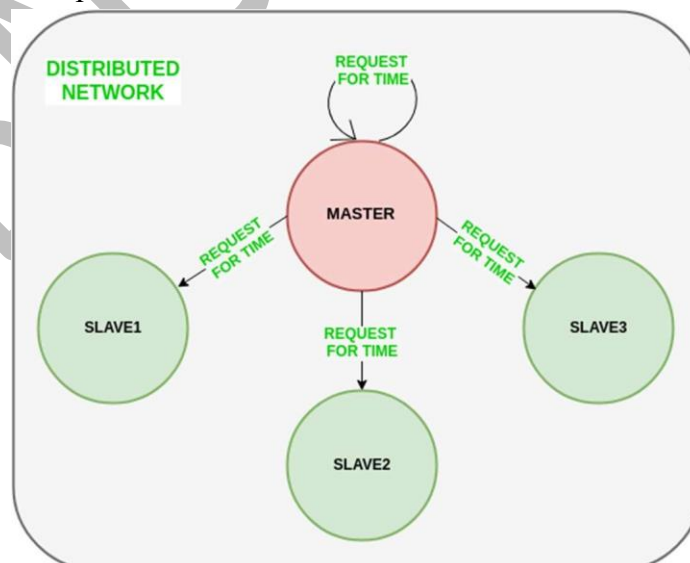 DISTRIBUTED
NETWORK
REQUEST
FOR TIME
MASTER
REQUEST
FOR TIME
REQUEST
FOR TIME
SLAVE1
REQUEST
FOR TIME
SLAVE3
SLAVE2